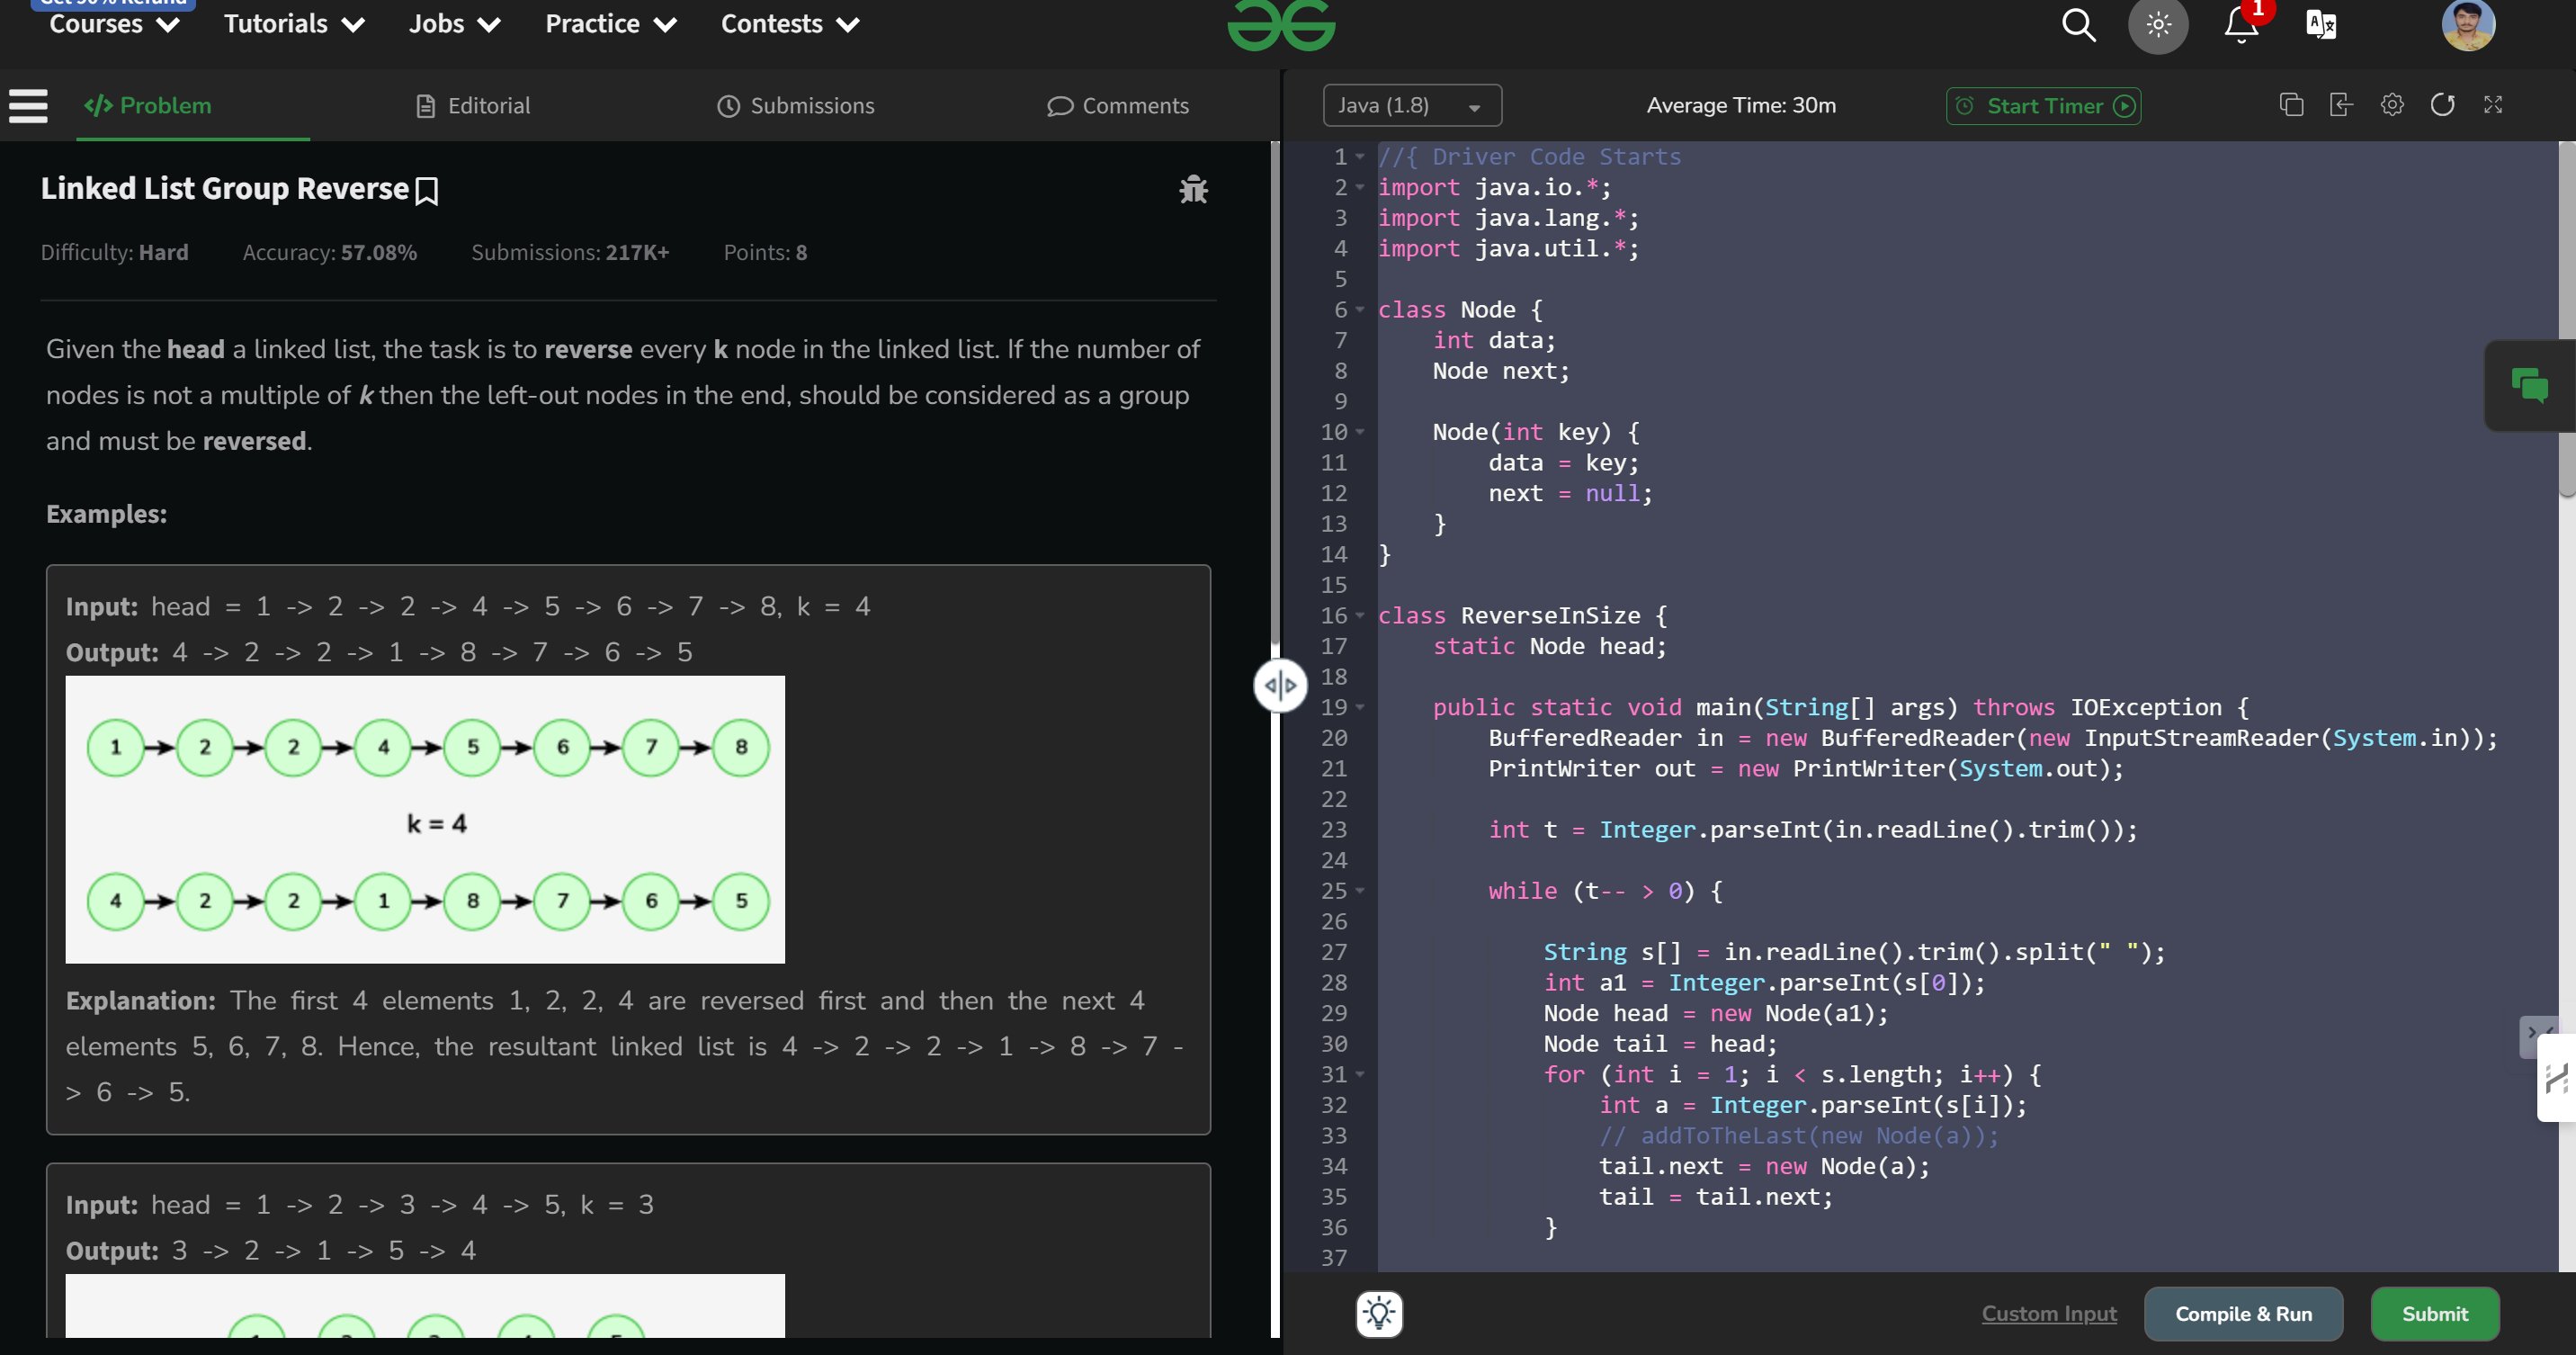 Get 90% Refund
Courses
Tutorials
Jobs
Practice
Contests
1
Problem
Editorial
Submissions
Comments
Java (1.8)
Average Time: 30m
Start Timer
Linked List Group Reverse
Difficulty: Hard
Accuracy: 57.08%
Submissions: 217K+
Points: 8
Given the head a linked list, the task is to reverse every k node in the linked list. If the number of
nodes is not a multiple of k then the left-out nodes in the end, should be considered as a group
and must be reversed.
Examples:
Input: head = 1 -> 2 -> 2 -> 4 -> 5 -> 6 -> 7 -> 8, k = 4
Output: 4 -> 2 -> 2 -> 1 -> 8 -> 7 -> 6 -> 5
1 2 2 4 5 6 7 8
k = 4
4 2 2 1 8 7 6 5
Explanation: The first 4 elements 1, 2, 2, 4 are reversed first and then the next 4
elements 5, 6, 7, 8. Hence, the resultant linked list is 4 -> 2 -> 2 -> 1 -> 8 -> 7 -
> 6 -> 5.
Input: head = 1 -> 2 -> 3 -> 4 -> 5, k = 3
Output: 3 -> 2 -> 1 -> 5 -> 4
1 //{ Driver Code Starts
2 import java.io.*;
3 import java.lang.*;
4 import java.util.*;
5
6 class Node {
7     int data;
8     Node next;
9
10     Node(int key) {
11         data = key;
12         next = null;
13     }
14 }
15
16 class ReverseInSize {
17     static Node head;
18
19     public static void main(String[] args) throws IOException {
20         BufferedReader in = new BufferedReader(new InputStreamReader(System.in));
21         PrintWriter out = new PrintWriter(System.out);
22
23         int t = Integer.parseInt(in.readLine().trim());
24
25         while (t-- > 0) {
26
27             String s[] = in.readLine().trim().split(" ");
28             int a1 = Integer.parseInt(s[0]);
29             Node head = new Node(a1);
30             Node tail = head;
31             for (int i = 1; i < s.length; i++) {
32                 int a = Integer.parseInt(s[i]);
33                 // addToTheLast(new Node(a));
34                 tail.next = new Node(a);
35                 tail = tail.next;
36             }
37
Custom Input
Compile & Run
Submit